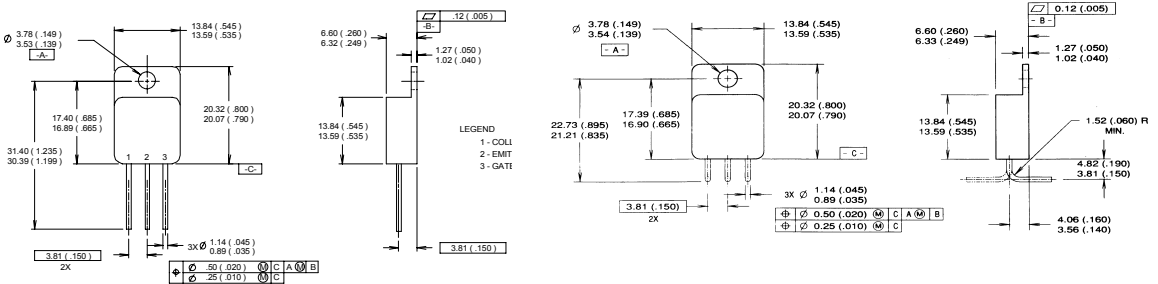 Ø 3.78 ( .149 )
3.53 ( .139 )
-A-
13.84 ( .545 )
13.59 ( .535 )
17.40 ( .685 )
16.89 ( .665 )
31.40 ( 1.235 )
30.39 ( 1.199 )
20.32 ( .800 )
20.07 ( .790 )
1 2 3
-C-
3.81 ( .150 )
2X
3X Ø 1.14 ( .045 )
0.89 ( .035 )
⌖ Ø .50 ( .020 ) Ⓜ C A Ⓜ B
Ø .25 ( .010 ) Ⓜ C
⏥ .12 ( .005 )
-B-
6.60 ( .260 )
6.32 ( .249 )
1.27 ( .050 )
1.02 ( .040 )
13.84 ( .545 )
13.59 ( .535 )
3.81 ( .150 )
LEGEND
1 - COLL
2 - EMIT
3 - GATE
Ø 3.78 (.149)
3.54 (.139)
- A -
13.84 (.545)
13.59 (.535)
22.73 (.895)
21.21 (.835)
17.39 (.685)
16.90 (.665)
20.32 (.800)
20.07 (.790)
- C -
3.81 (.150)
2X
3X Ø 1.14 (.045)
0.89 (.035)
⌖ Ø 0.50 (.020) Ⓜ C A Ⓜ B
⌖ Ø 0.25 (.010) Ⓜ C
⏥ 0.12 (.005)
- B -
6.60 (.260)
6.33 (.249)
1.27 (.050)
1.02 (.040)
13.84 (.545)
13.59 (.535)
1.52 (.060) R
MIN.
4.82 (.190)
3.81 (.150)
4.06 (.160)
3.56 (.140)